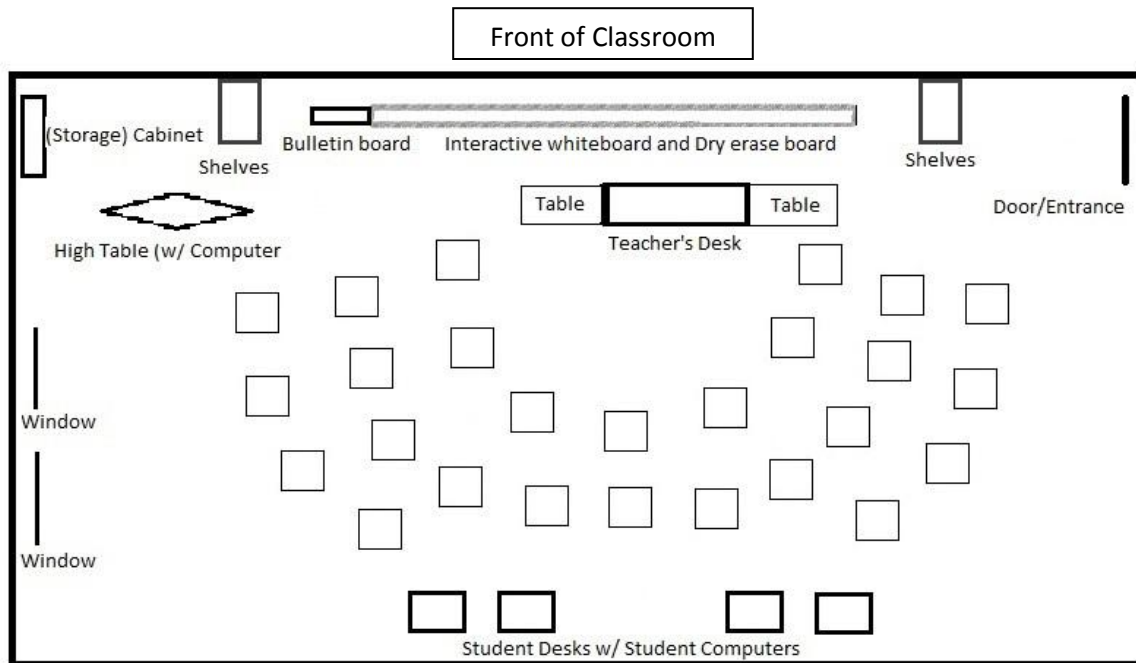 Front of Classroom
(Storage) Cabinet
Shelves
Bulletin board
Interactive whiteboard and Dry erase board
Shelves
Table
Table
Door/Entrance
High Table (w/ Computer
Teacher's Desk
Window
Window
Student Desks w/ Student Computers